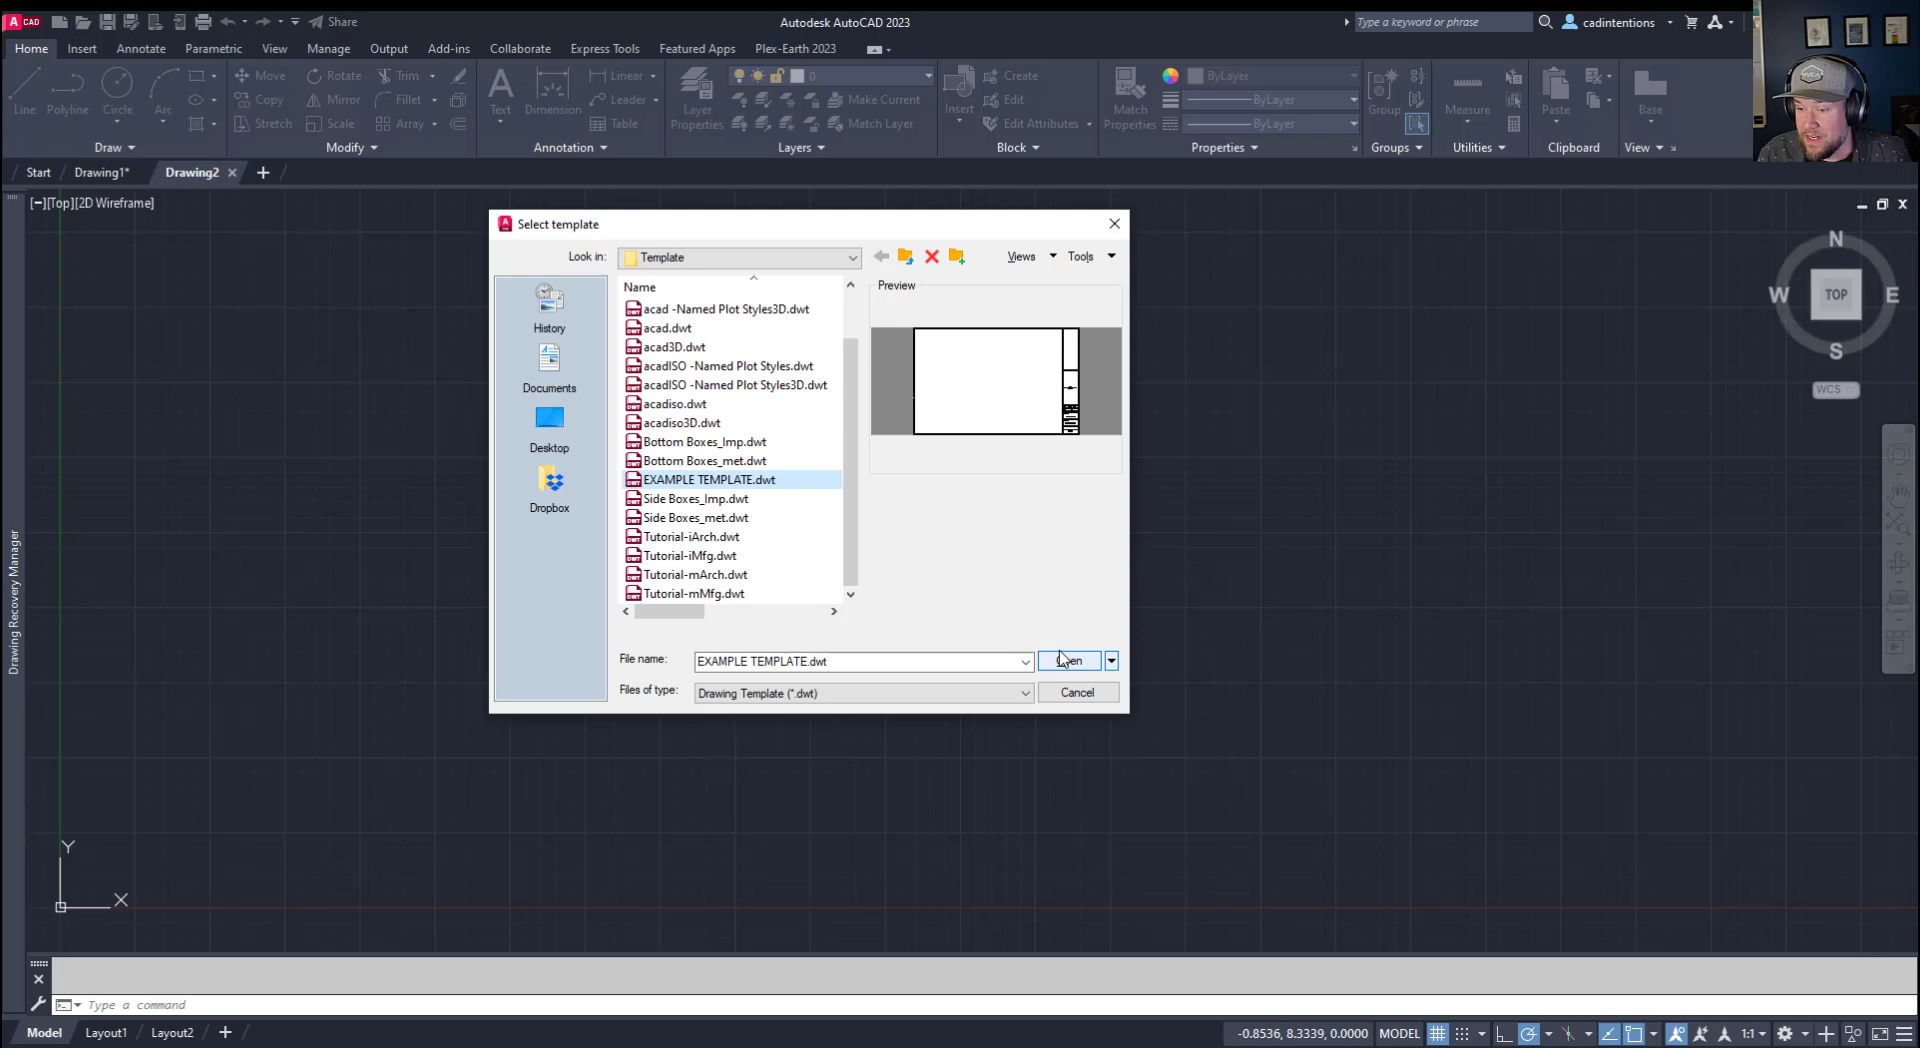 CAD Share Autodesk AutoCAD 2023 Type a keyword or phrase cadintentions
Home Insert Annotate Parametric View Manage Output Add-ins Collaborate Express Tools Featured Apps Plex-Earth 2023
Line Polyline Circle Arc Move Rotate Trim Text Dimension Linear Layer Properties 0 Insert Create Match Properties ByLayer Group Measure Paste Base
Copy Mirror Fillet Leader Make Current Edit ByLayer
Stretch Scale Array Table Match Layer Edit Attributes ByLayer
Draw Modify Annotation Layers Block Properties Groups Utilities Clipboard View
Start Drawing1* Drawing2
[−][Top][2D Wireframe]
Select template
Look in: Template Views Tools
Name
Preview
acad -Named Plot Styles3D.dwt
acad.dwt
acad3D.dwt
acadISO -Named Plot Styles.dwt
acadISO -Named Plot Styles3D.dwt
acadiso.dwt
acadiso3D.dwt
Bottom Boxes_Imp.dwt
Bottom Boxes_met.dwt
EXAMPLE TEMPLATE.dwt
Side Boxes_Imp.dwt
Side Boxes_met.dwt
Tutorial-iArch.dwt
Tutorial-iMfg.dwt
Tutorial-mArch.dwt
Tutorial-mMfg.dwt
History
Documents
Desktop
Dropbox
File name: EXAMPLE TEMPLATE.dwt
Files of type: Drawing Template (*.dwt) Cancel
N
W TOP E
S
WCS
Drawing Recovery Manager
Y
X
Type a command
Model Layout1 Layout2 -0.8536, 8.3339, 0.0000 MODEL 1:1